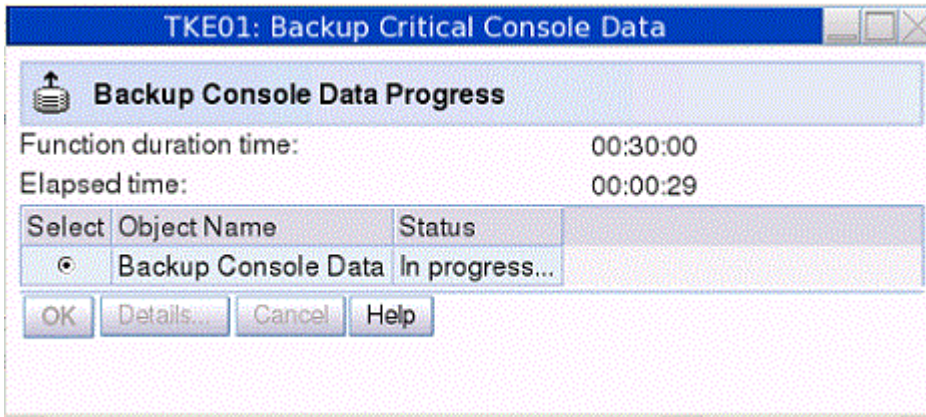 TKE01: Backup Critical Console Data
Backup Console Data Progress
Function duration time: 00:30:00
Elapsed time: 00:00:29
Select Object Name Status
Backup Console Data In progress...
OK Details... Cancel Help